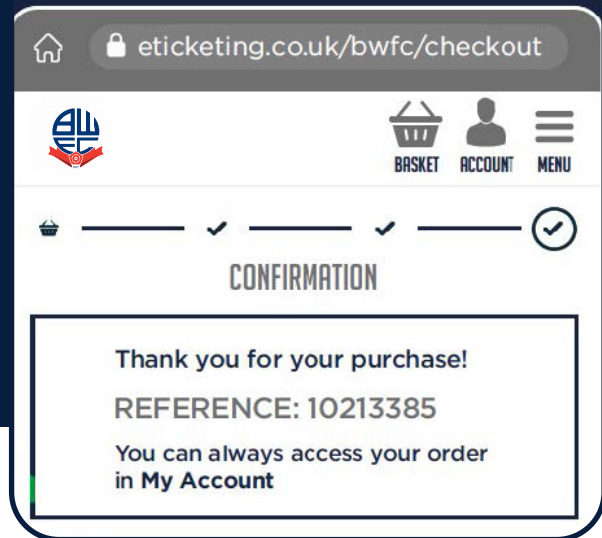 eticketing.co.uk/bwfc/checkout
BWFC
BASKET ACCOUNT MENU
CONFIRMATION
Thank you for your purchase!
REFERENCE: 10213385
You can always access your order
in My Account